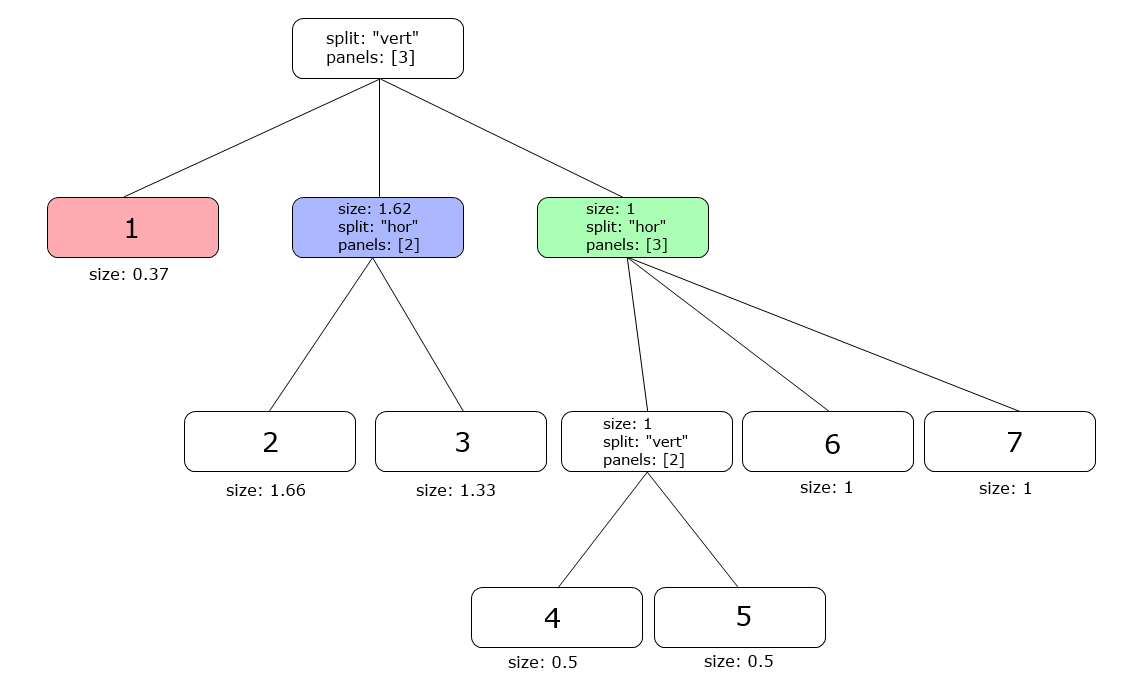 split: "vert"
panels: [3]
1
size: 0.37
size: 1.62
split: "hor"
panels: [2]
size: 1
split: "hor"
panels: [3]
2
size: 1.66
3
size: 1.33
size: 1
split: "vert"
panels: [2]
6
size: 1
7
size: 1
4
size: 0.5
5
size: 0.5